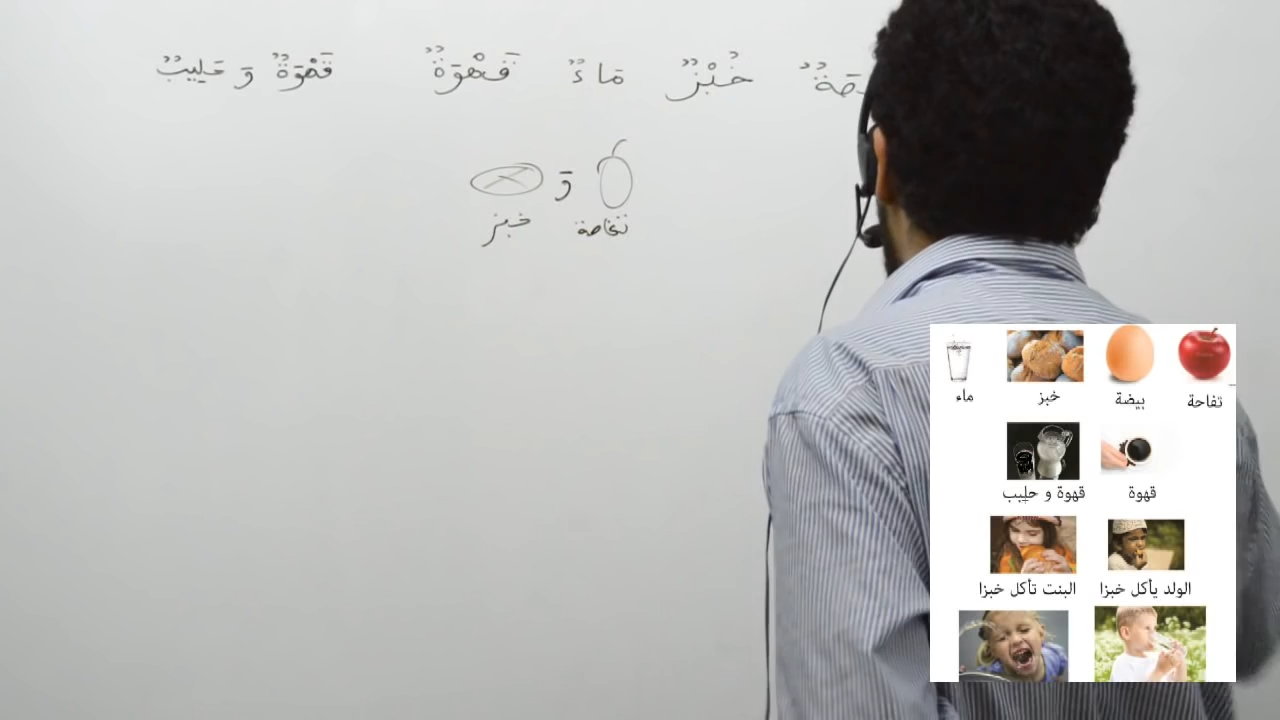 خُبْزٌ مَاءٌ قَهْوَةٌ قَهْوَةٌ وَ حَلِيبٌ
وَ
تفاحة خبز
تفاحة بيضة خبز ماء
قهوة قهوة و حليب
الولد يأكل خبزا البنت تأكل خبزا